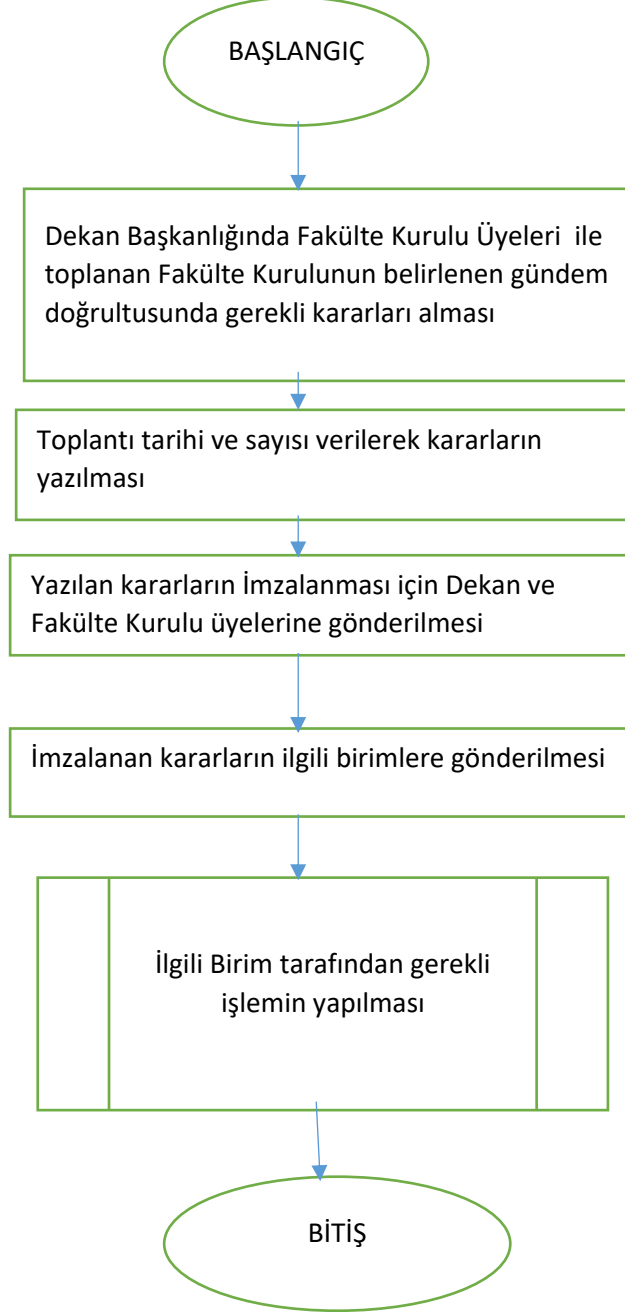 BAŞLANGIÇ
Dekan Başkanlığında Fakülte Kurulu Üyeleri ile
toplanan Fakülte Kurulunun belirlenen gündem
doğrultusunda gerekli kararları alması
Toplantı tarihi ve sayısı verilerek kararların
yazılması
Yazılan kararların İmzalanması için Dekan ve
Fakülte Kurulu üyelerine gönderilmesi
İmzalanan kararların ilgili birimlere gönderilmesi
İlgili Birim tarafından gerekli
işlemin yapılması
BİTİŞ